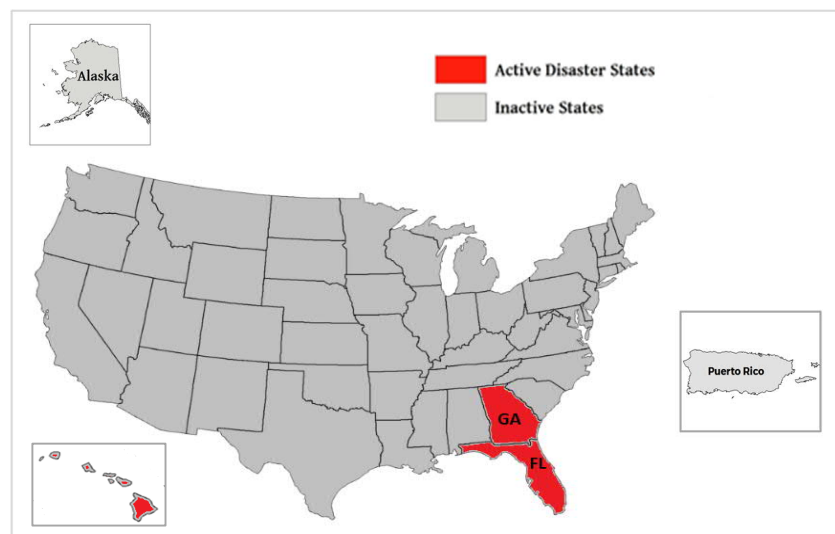 Alaska
Active Disaster States
Inactive States
Puerto Rico
GA
FL